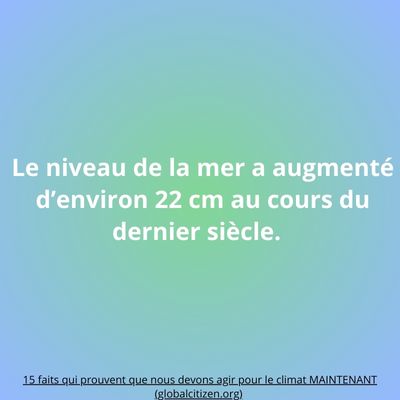 Le niveau de la mer a augmenté
d’environ 22 cm au cours du
dernier siècle.
15 faits qui prouvent que nous devons agir pour le climat MAINTENANT
(globalcitizen.org)